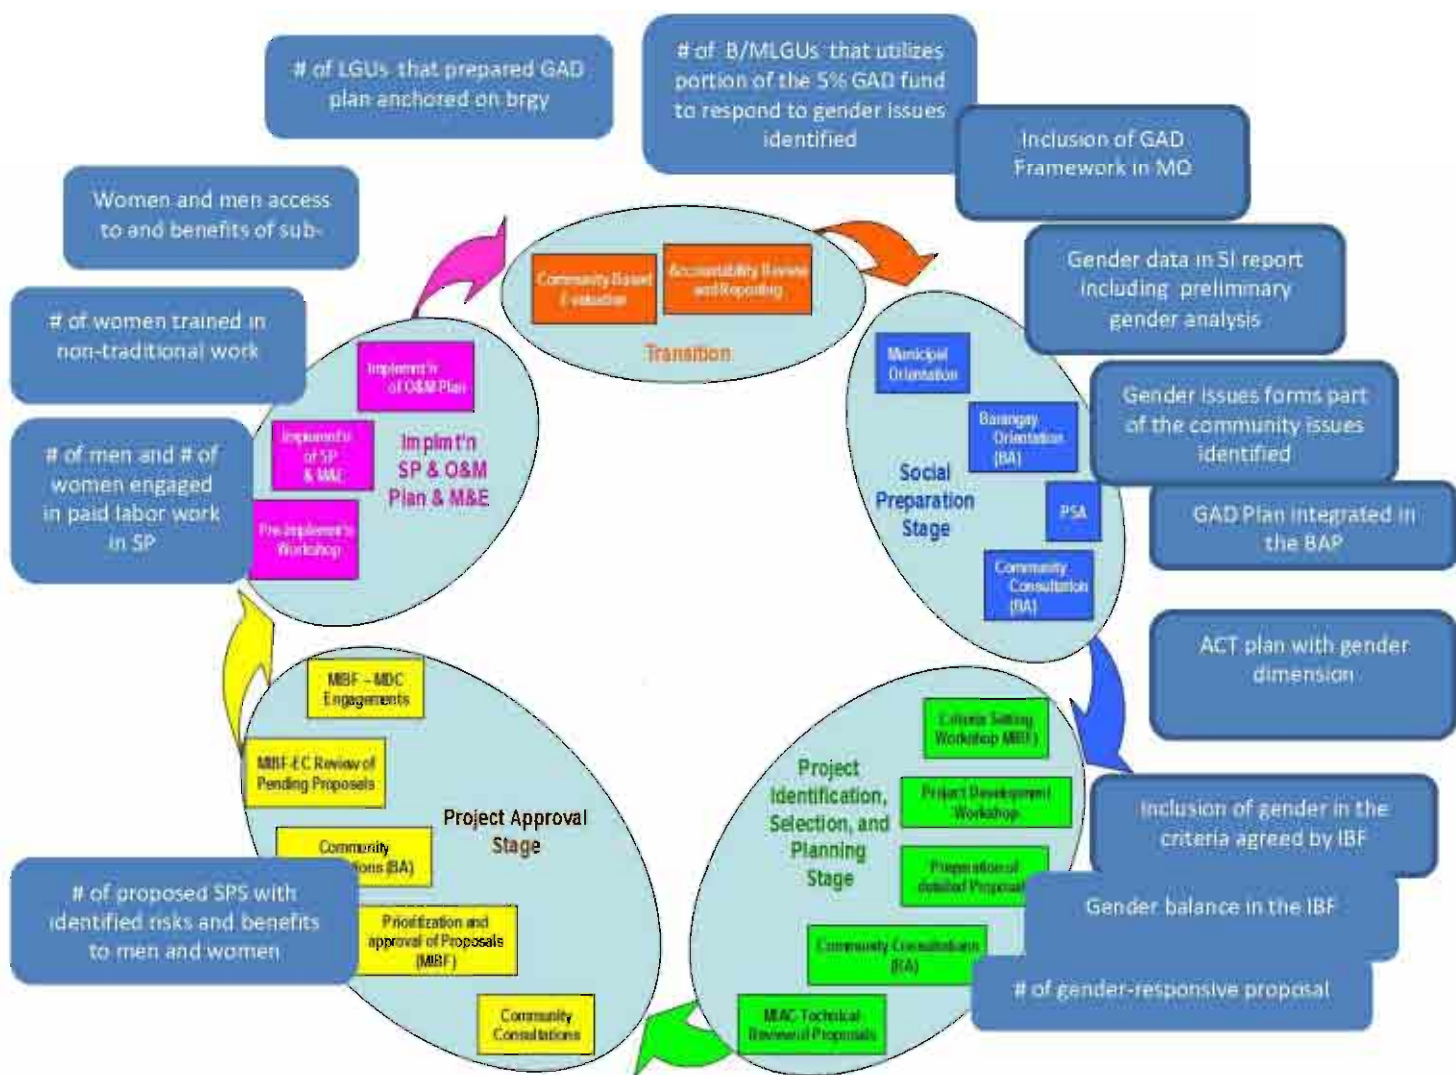 # of LGUs that prepared GAD
plan anchored on brgy
# of B/MLGUs that utilizes
portion of the 5% GAD fund
to respond to gender issues
identified
Inclusion of GAD
Framework in MO
Women and men access
to and benefits of sub-
Gender data in SI report
including preliminary
gender analysis
# of women trained in
non-traditional work
Gender issues forms part
of the community issues
identified
# of men and # of
women engaged
in paid labor work
in SP
GAD Plan integrated in
the BAP
ACT plan with gender
dimension
Inclusion of gender in the
criteria agreed by IBF
Gender balance in the IBF
# of gender-responsive proposal
# of proposed SPS with
identified risks and benefits
to men and women
Community Based
Evaluation
Accountability Review
and Reporting
Transition
Municipal
Orientation
Barangay
Orientation
(BA)
PSA
Community
Consultation
(BA)
Social
Preparation
Stage
Criteria Setting
Workshop MIBF)
Project Development
Workshop
Preparation of
detailed Proposal
Community Consultations
(BA)
MIAC Technical
Review of Proposals
Project
Identification,
Selection, and
Planning
Stage
MIBF – MDC
Engagements
MIBF-EC Review of
Pending Proposals
Community
tions (BA)
Prioritization and
approval of Proposals
(MIBF)
Community
Consultations
Project Approval
Stage
Implemt'n
of O&M Plan
Implemt'n
of SP
& M&E
Pre-Implemt'n
Workshop
Implmt'n
SP & O&M
Plan & M&E